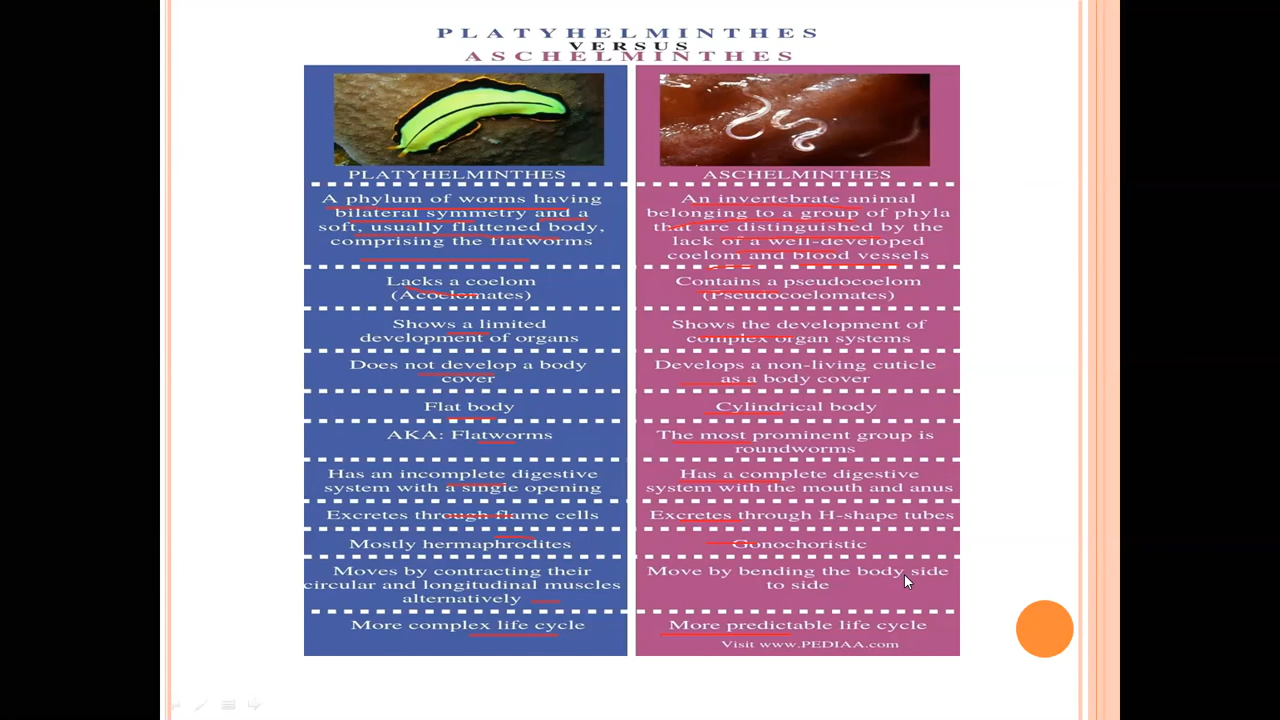 PLATYHELMINTHES
VERSUS
ASCHELMINTHES
PLATYHELMINTHES
A phylum of worms having
bilateral symmetry and a
soft, usually flattened body,
comprising the flatworms
Lacks a coelom
(Acoelomates)
Shows a limited
development of organs
Does not develop a body
cover
Flat body
AKA: Flatworms
Has an incomplete digestive
system with a single opening
Excretes through flame cells
Mostly hermaphrodites
Moves by contracting their
circular and longitudinal muscles
alternatively
More complex life cycle
ASCHELMINTHES
An invertebrate animal
belonging to a group of phyla
that are distinguished by the
lack of a well-developed
coelom and blood vessels
Contains a pseudocoelom
(Pseudocoelomates)
Shows the development of
complex organ systems
Develops a non-living cuticle
as a body cover
Cylindrical body
The most prominent group is
roundworms
Has a complete digestive
system with the mouth and anus
Excretes through H-shape tubes
Gonochoristic
Move by bending the body side
to side
More predictable life cycle
Visit www.PEDIAA.com